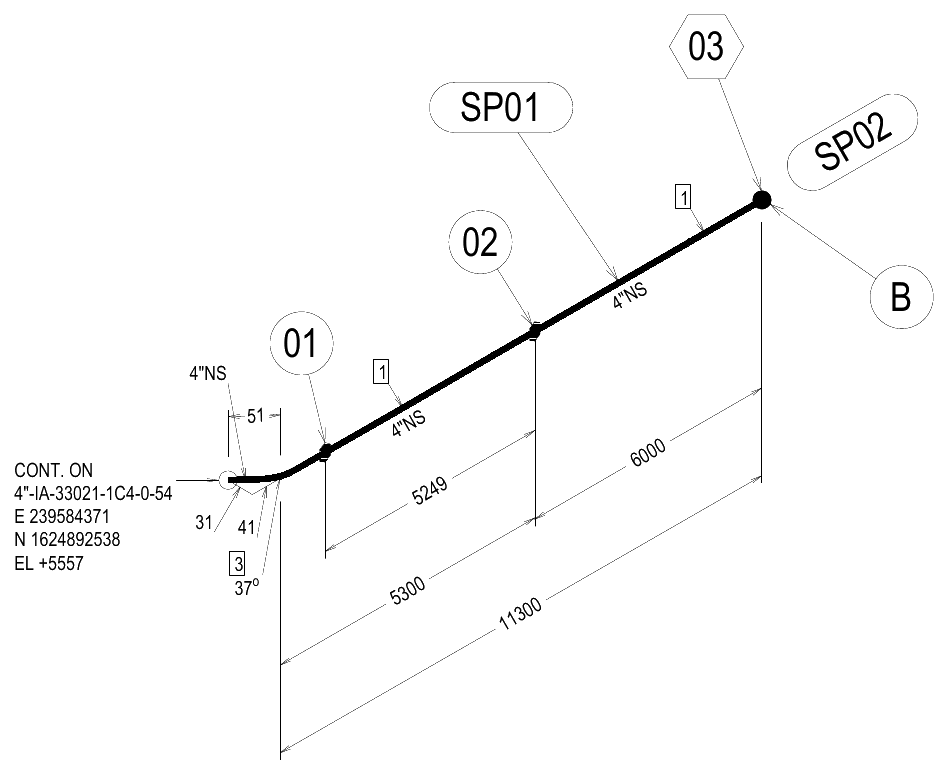 03
SP01
SP02
1
02
B
01
1
4"NS
4"NS
4"NS
51
CONT. ON
4"-IA-33021-1C4-0-54
E 239584371
N 1624892538
EL +5557
31
41
3
37°
5249
6000
5300
11300